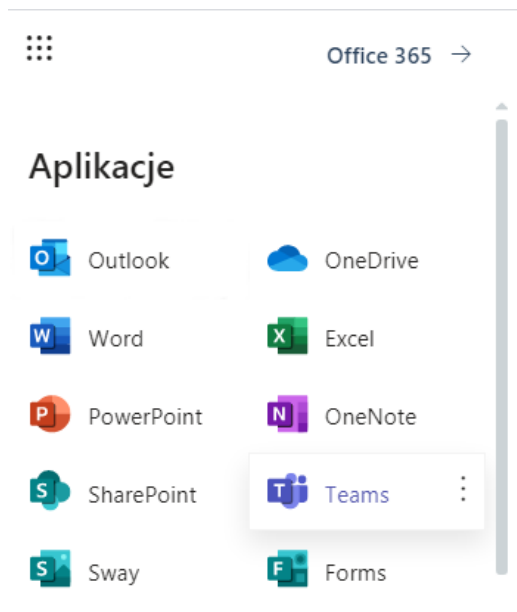 Office 365 →
Aplikacje
Outlook
OneDrive
Word
Excel
PowerPoint
OneNote
SharePoint
Teams
Sway
Forms